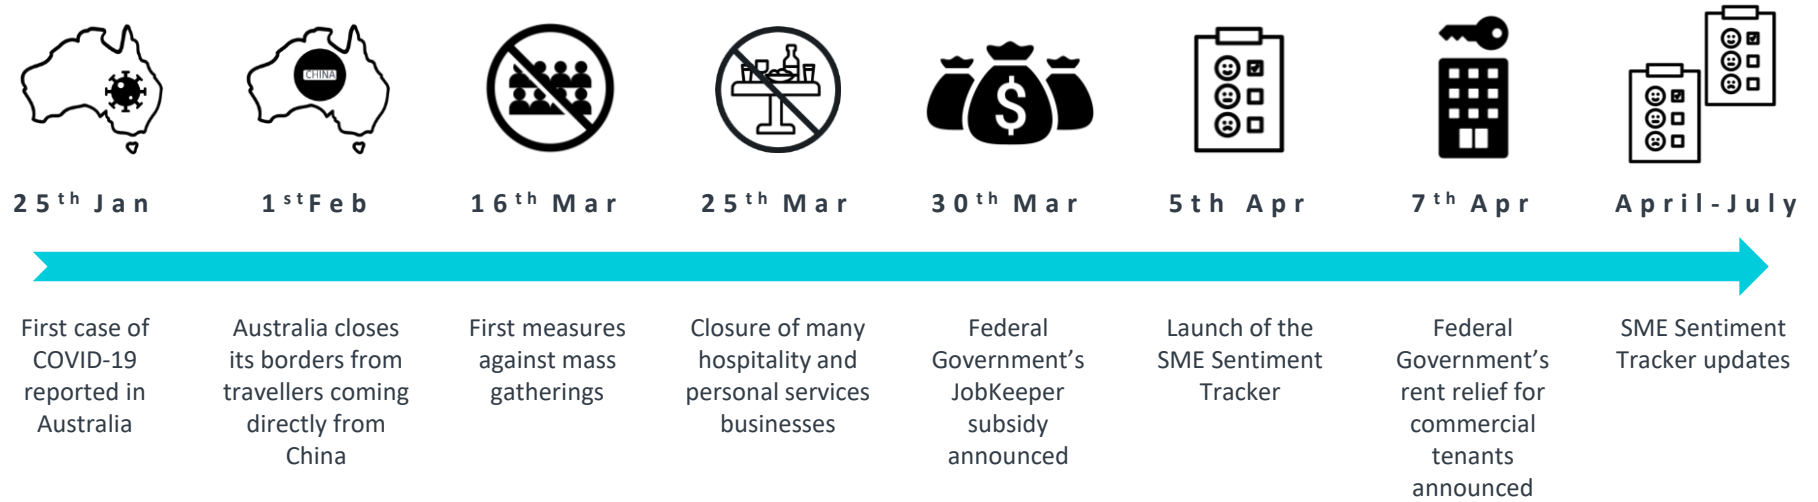 CHINA
$
25th Jan
1stFeb
16th Mar
25th Mar
30th Mar
5th Apr
7th Apr
April-July
First case of
COVID-19
reported in
Australia
Australia closes
its borders from
travellers coming
directly from
China
First measures
against mass
gatherings
Closure of many
hospitality and
personal services
businesses
Federal
Government’s
JobKeeper
subsidy
announced
Launch of the
SME Sentiment
Tracker
Federal
Government’s
rent relief for
commercial
tenants
announced
SME Sentiment
Tracker updates